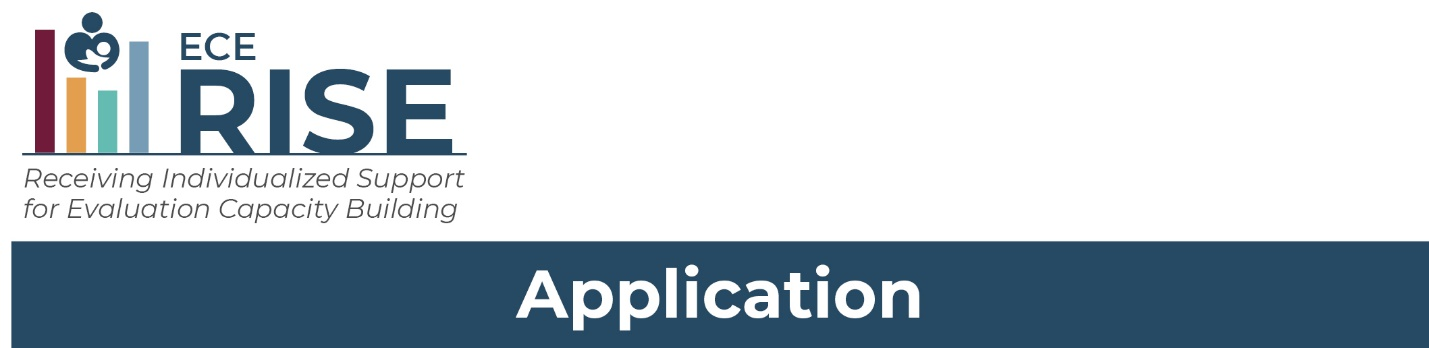 ECE
RISE
Receiving Individualized Support
for Evaluation Capacity Building
Application